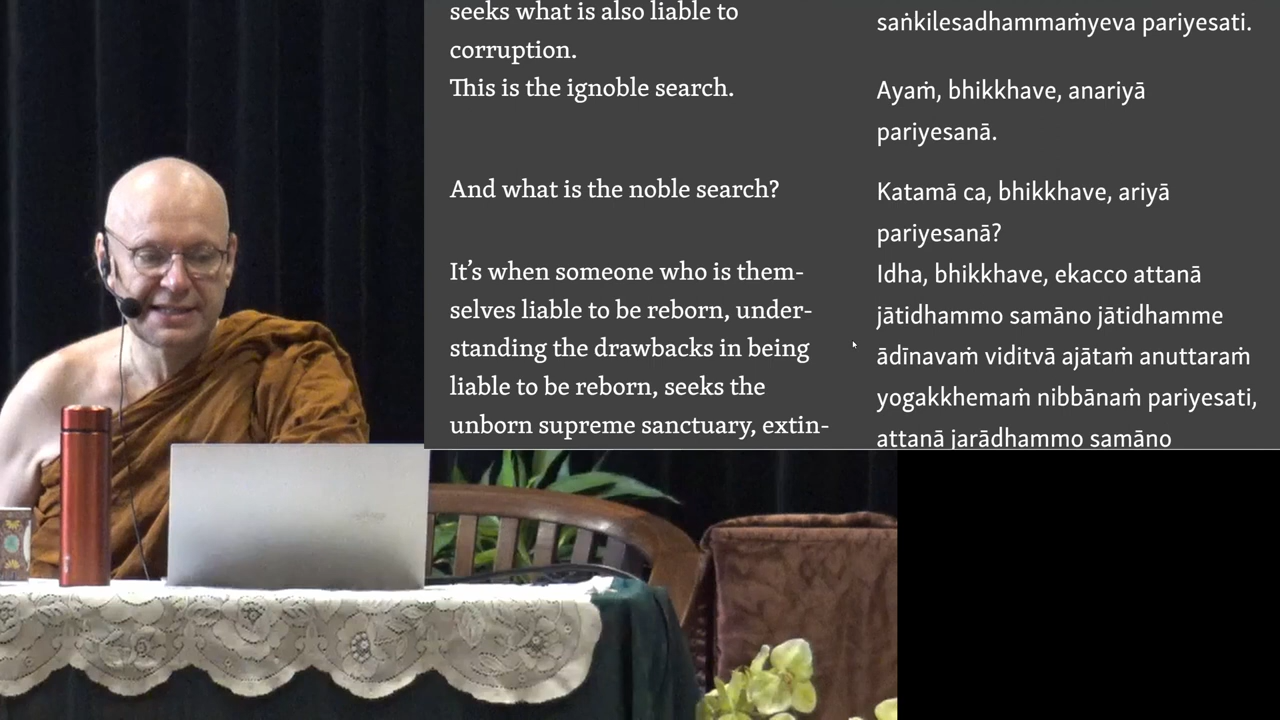 seeks what is also liable to
corruption.
This is the ignoble search.
And what is the noble search?
It’s when someone who is them-
selves liable to be reborn, under-
standing the drawbacks in being
liable to be reborn, seeks the
unborn supreme sanctuary, extin-
saṅkilesadhammaṁyeva pariyesati.
Ayaṁ, bhikkhave, anariyā
pariyesanā.
Katamā ca, bhikkhave, ariyā
pariyesanā?
Idha, bhikkhave, ekacco attanā
jātidhammo samāno jātidhamme
ādīnavaṁ viditvā ajātaṁ anuttaraṁ
yogakkhemaṁ nibbānaṁ pariyesati,
attanā jarādhammo samāno